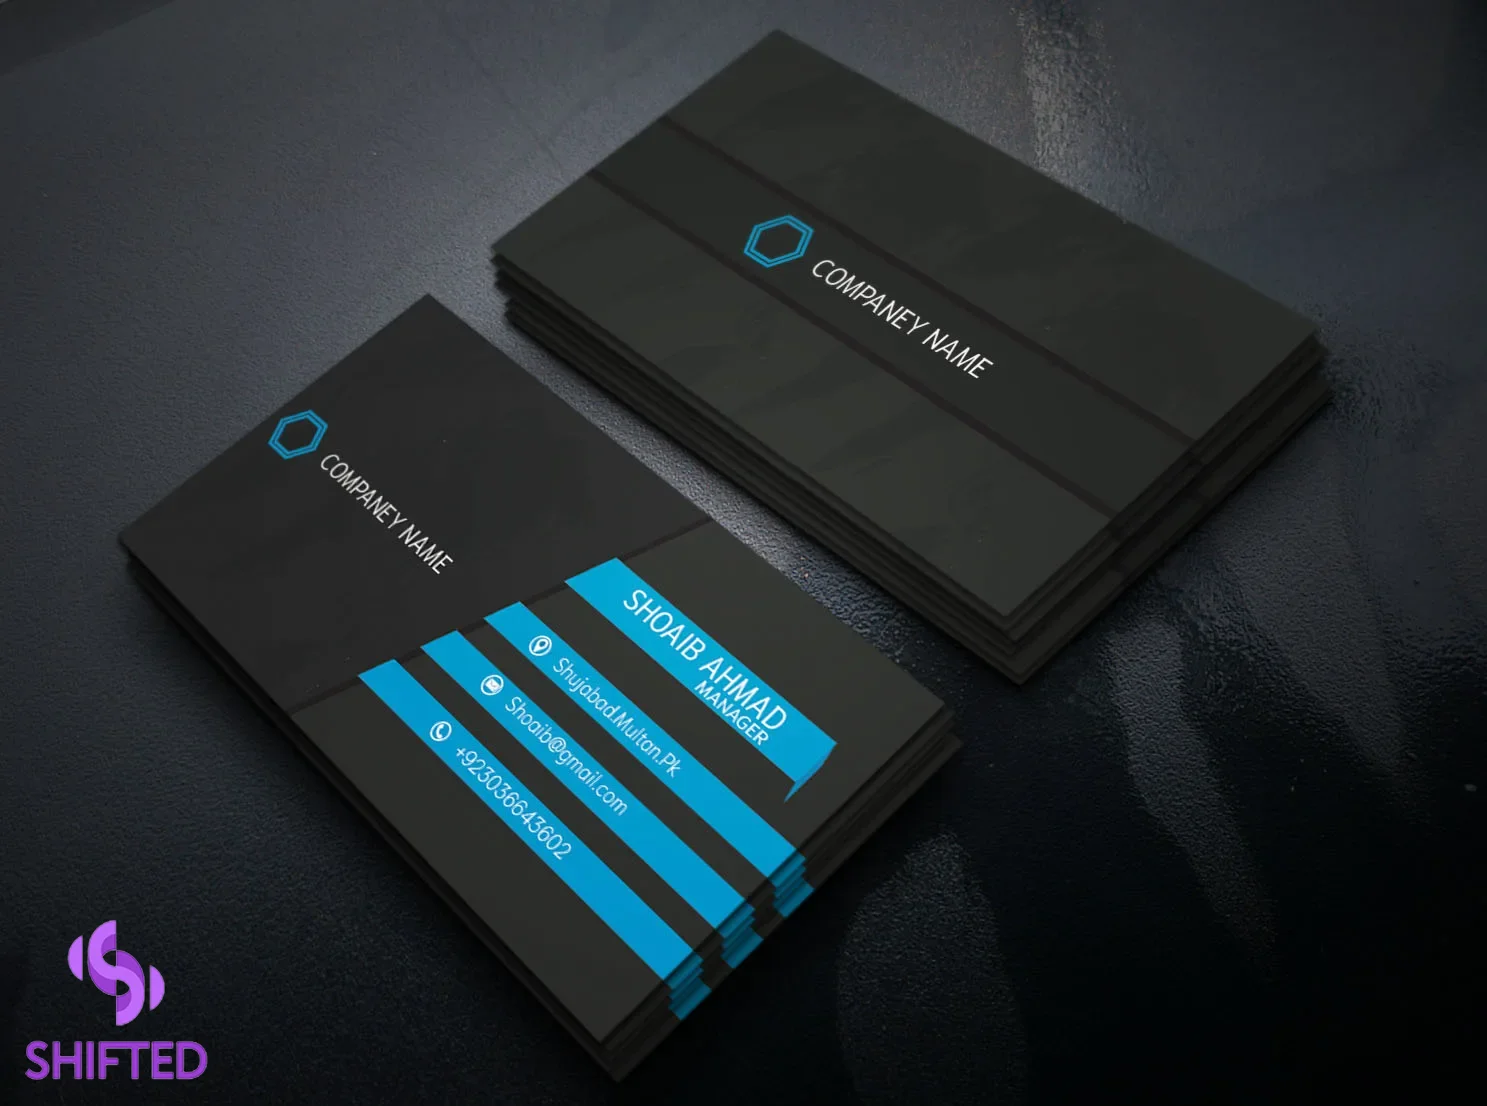 COMPANEY NAME
COMPANEY NAME
SHOAIB AHMAD
MANAGER
Shujabad.Multan.Pk
Shoaib@gmail.com
+923036643602
SHIFTED